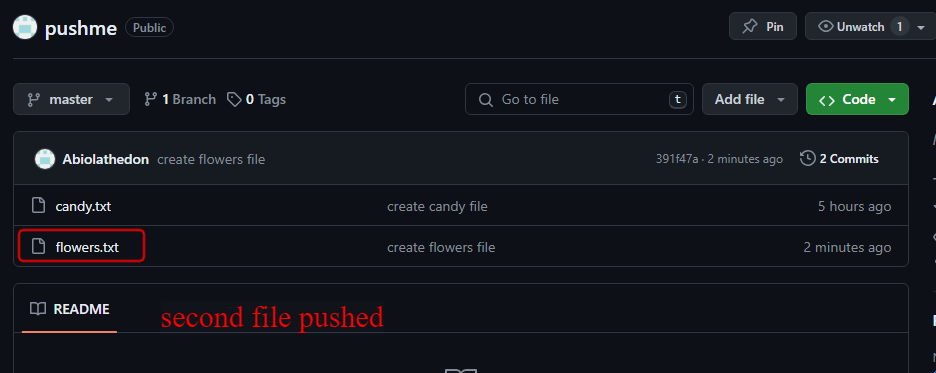 pushme Public Pin Unwatch 1
master 1 Branch 0 Tags Go to file t Add file Code
Abiolathedon create flowers file 391f47a · 2 minutes ago 2 Commits
candy.txt create candy file 5 hours ago
flowers.txt create flowers file 2 minutes ago
README
second file pushed